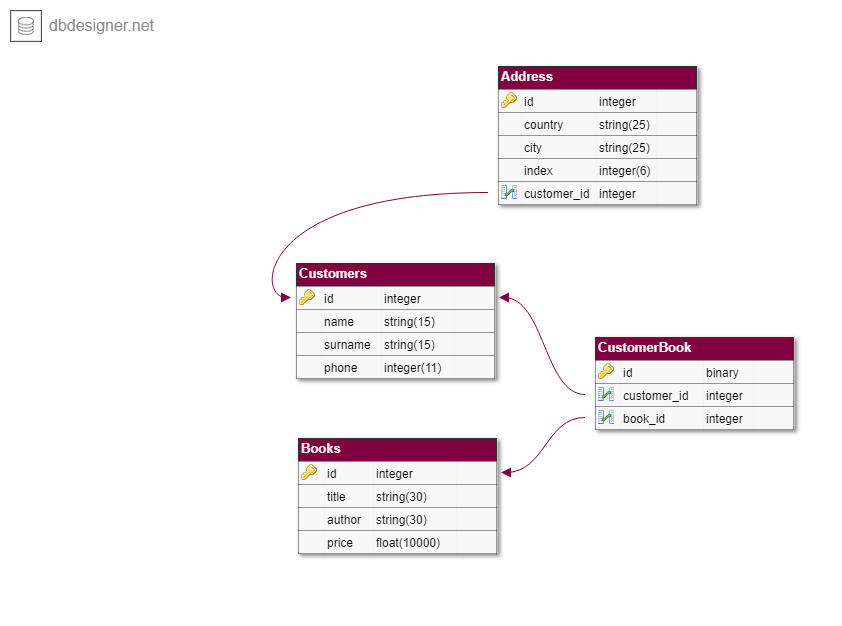 dbdesigner.net
Address
id integer
country string(25)
city string(25)
index integer(6)
customer_id integer
Customers
id integer
name string(15)
surname string(15)
phone integer(11)
CustomerBook
id binary
customer_id integer
book_id integer
Books
id integer
title string(30)
author string(30)
price float(10000)